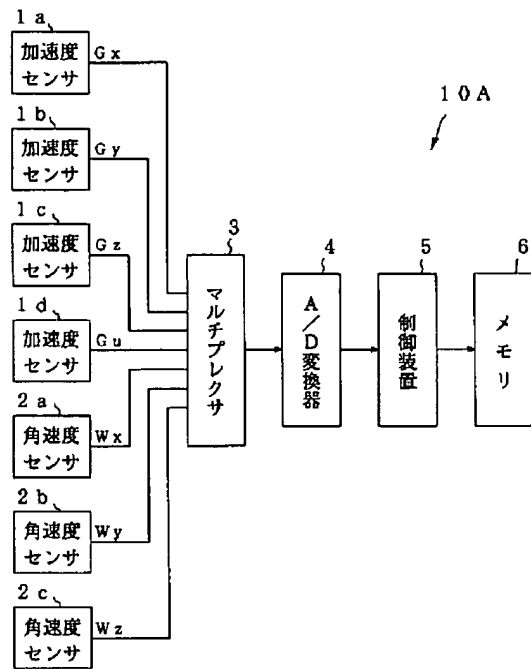 1a
加速度
センサ
Gx
1b
加速度
センサ
Gy
1c
加速度
センサ
Gz
1d
加速度
センサ
Gu
2a
角速度
センサ
Wx
2b
角速度
センサ
Wy
2c
角速度
センサ
Wz
3
マルチプレクサ
4
A/D変換器
5
制御装置
6
メモリ
10A